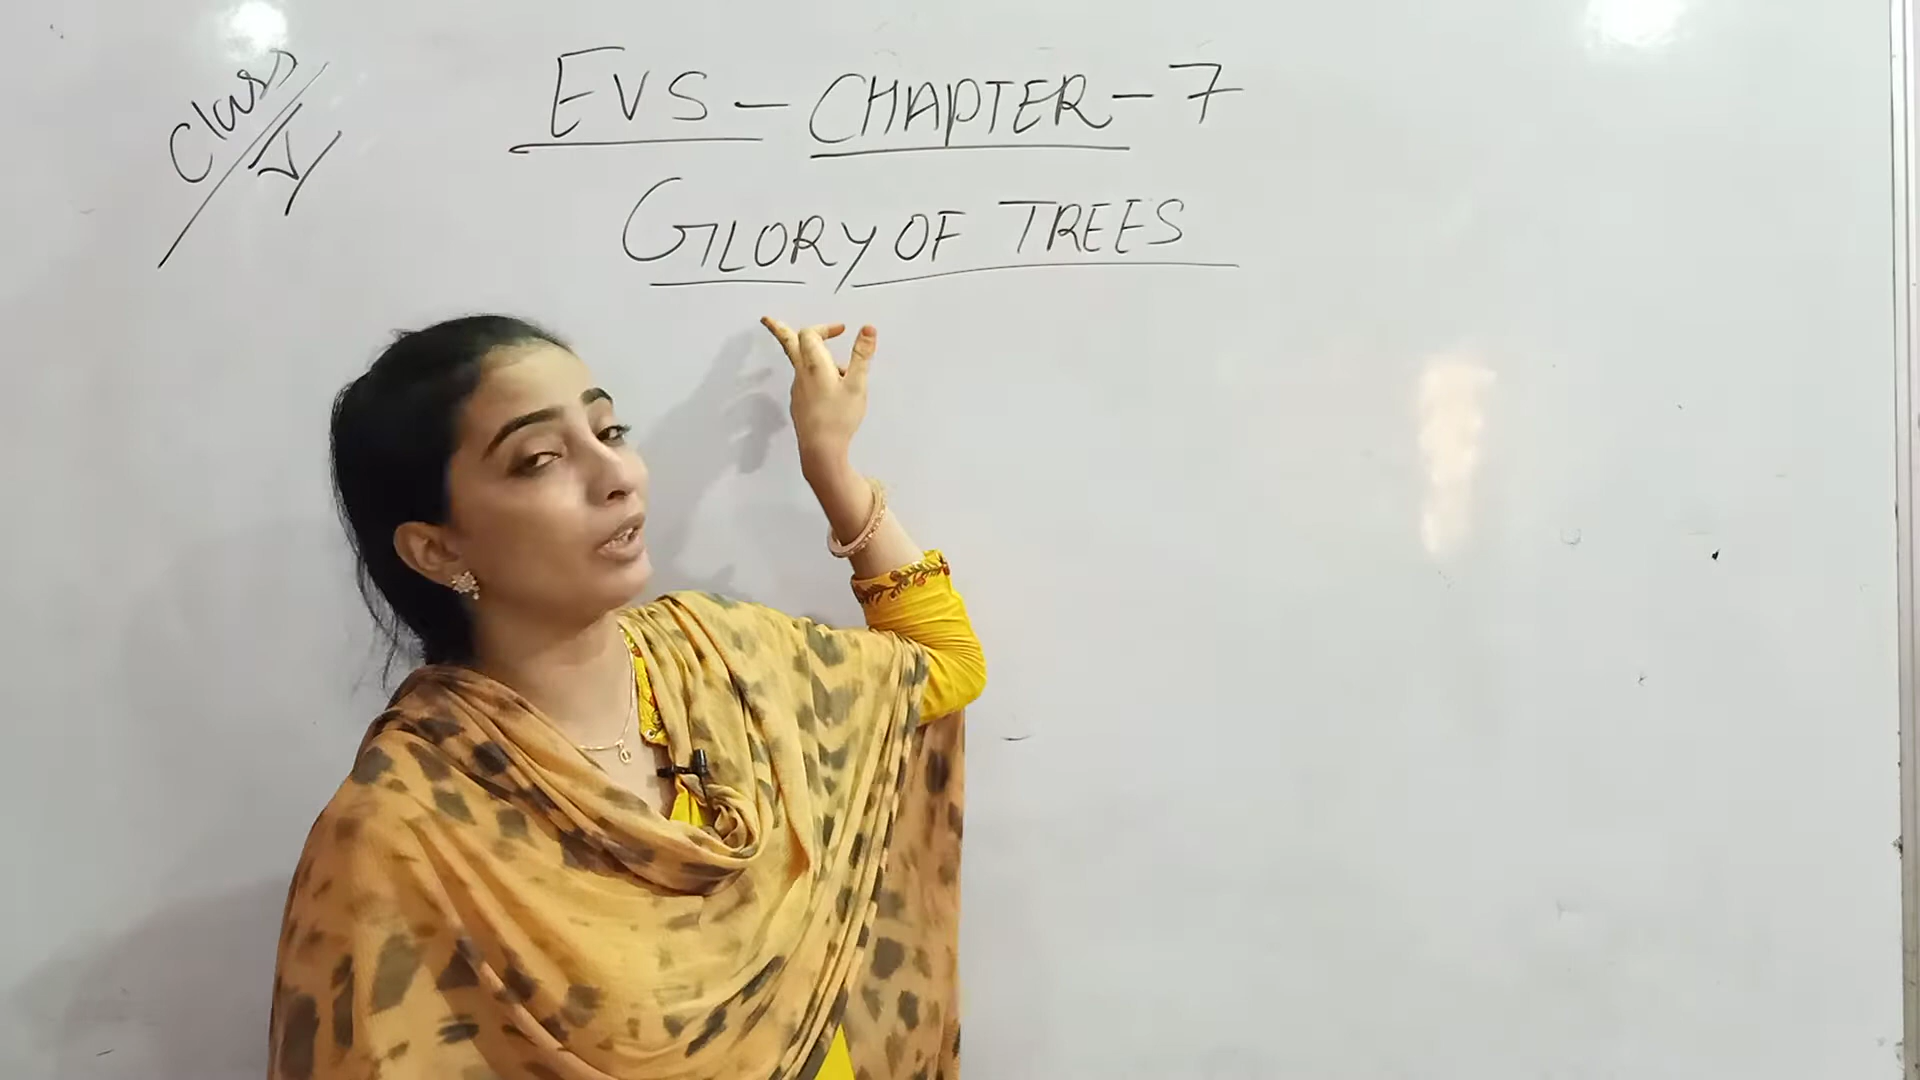 Class
V
EVS - CHAPTER - 7
GLORY OF TREES